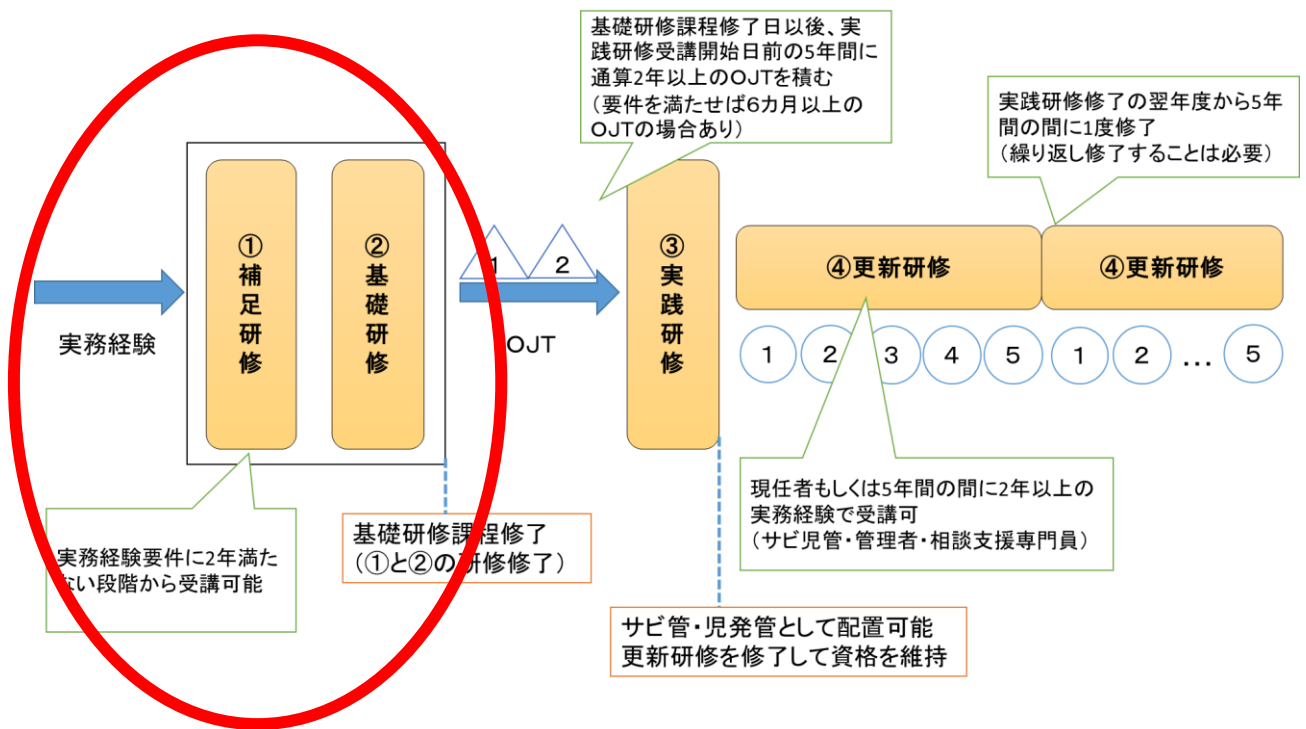 基礎研修課程修了日以後、実
践研修受講開始日前の5年間に
通算2年以上のOJTを積む
（要件を満たせば6カ月以上の
OJTの場合あり）
実践研修修了の翌年度から5年
間の間に1度修了
（繰り返し修了することは必要）
実務経験
①補足研修
②基礎研修
1 2
OJT
③実践研修
④更新研修
④更新研修
1 2 3 4 5 1 2 … 5
実務経験要件に2年満た
ない段階から受講可能
基礎研修課程修了
（①と②の研修修了）
現任者もしくは5年間の間に2年以上の
実務経験で受講可
（サビ児管・管理者・相談支援専門員）
サビ管・児発管として配置可能
更新研修を修了して資格を維持